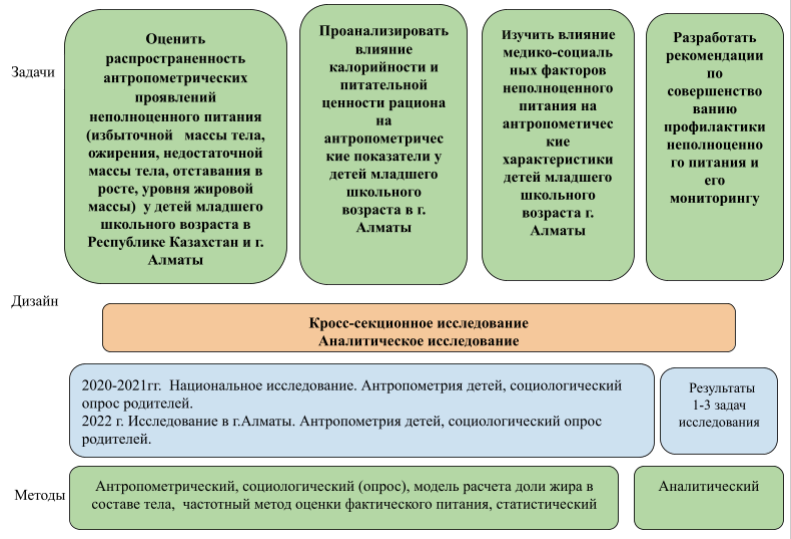 Задачи
Оценить
распространенность
антропометрических
проявлений
неполноценного питания
(избыточной массы тела,
ожирения, недостаточной
массы тела, отставания в
росте, уровня жировой
массы) у детей младшего
школьного возраста в
Республике Казахстан и г.
Алматы
Проанализировать
влияние
калорийности и
питательной
ценности рациона
на
антропометричес
кие показатели у
детей младшего
школьного
возраста в г.
Алматы
Изучить влияние
медико-социаль
ных факторов
неполноценного
питания на
антропометичес
кие
характеристики
детей младшего
школьного
возраста г.
Алматы
Разработать
рекомендации
по
совершенство
ванию
профилактики
неполноценно
го питания и
его
мониторингу
Дизайн
Кросс-секционное исследование
Аналитическое исследование
2020-2021гг. Национальное исследование. Антропометрия детей, социологический
опрос родителей.
2022 г. Исследование в г.Алматы. Антропометрия детей, социологический опрос
родителей.
Результаты
1-3 задач
исследования
Методы
Антропометрический, социологический (опрос), модель расчета доли жира в
составе тела, частотный метод оценки фактического питания, статистический
Аналитический